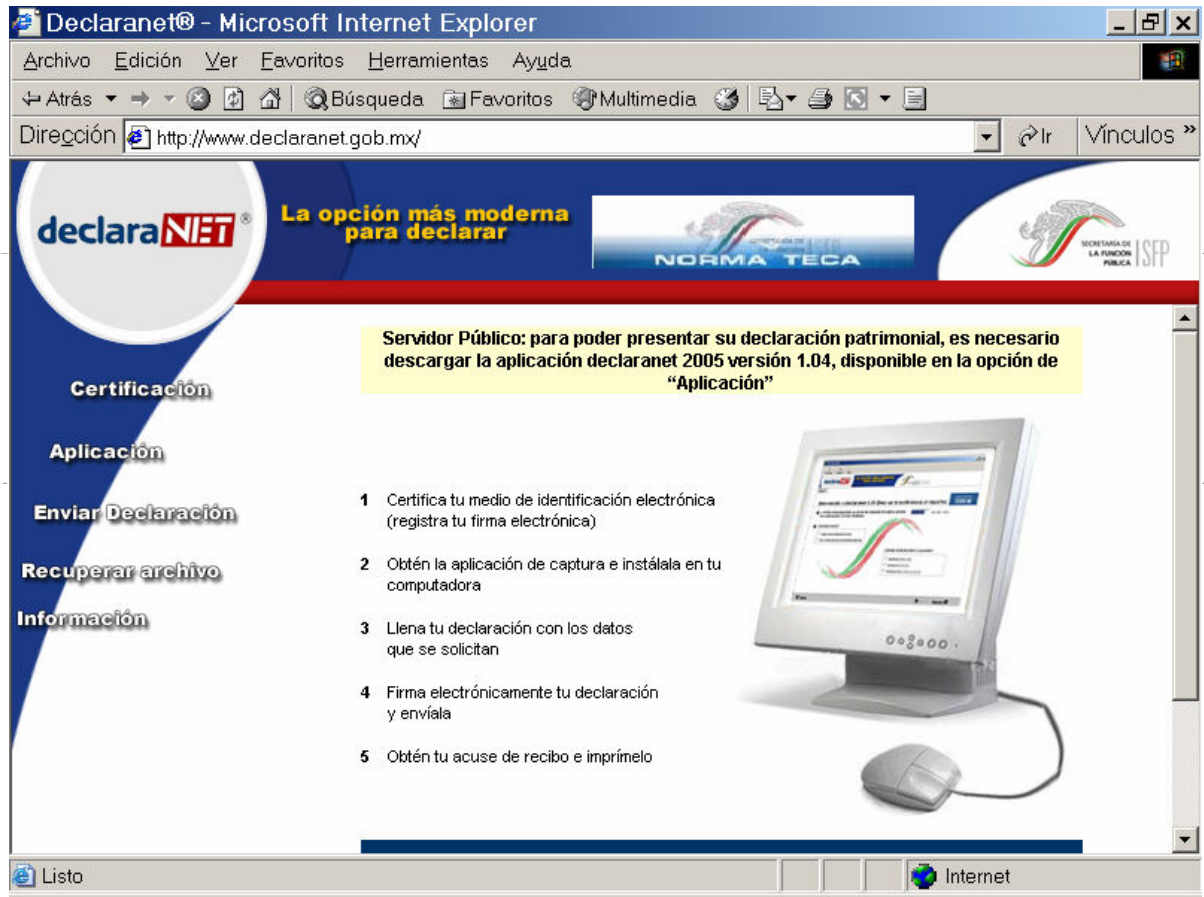 Declaranet® - Microsoft Internet Explorer
Archivo Edición Ver Favoritos Herramientas Ayuda
Atrás Búsqueda Favoritos Multimedia
Dirección http://www.declaranet.gob.mx/ Ir Vínculos »
declaraNET®
La opción más moderna
para declarar
NORMA TECA
SECRETARÍA DE
LA FUNCIÓN
PÚBLICA
SFP
Servidor Público: para poder presentar su declaración patrimonial, es necesario
descargar la aplicación declaranet 2005 versión 1.04, disponible en la opción de
“Aplicación”
Certificación
Aplicación
Enviar Declaración
Recuperar archivo
Información
1 Certifica tu medio de identificación electrónica
(registra tu firma electrónica)
2 Obtén la aplicación de captura e instálala en tu
computadora
3 Llena tu declaración con los datos
que se solicitan
4 Firma electrónicamente tu declaración
y envíala
5 Obtén tu acuse de recibo e imprímelo
Listo
Internet